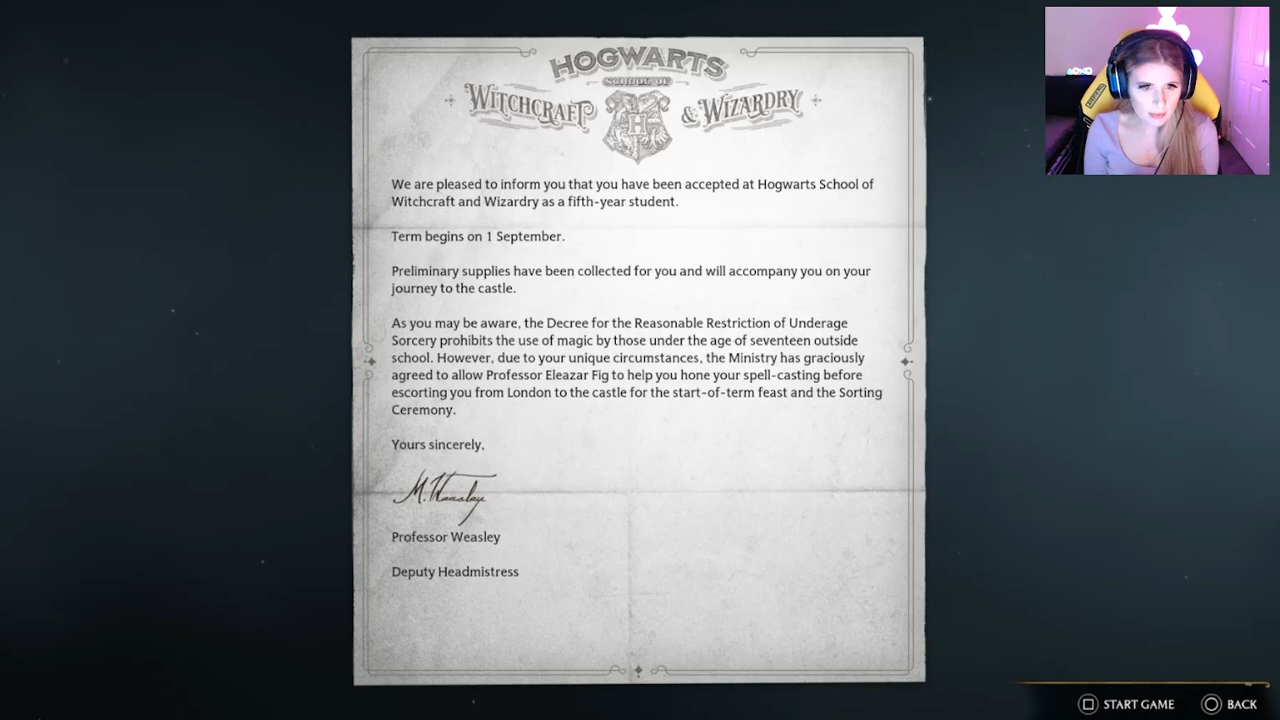 HOGWARTS
SCHOOL OF
WITCHCRAFT & WIZARDRY
H
We are pleased to inform you that you have been accepted at Hogwarts School of
Witchcraft and Wizardry as a fifth-year student.
Term begins on 1 September.
Preliminary supplies have been collected for you and will accompany you on your
journey to the castle.
As you may be aware, the Decree for the Reasonable Restriction of Underage
Sorcery prohibits the use of magic by those under the age of seventeen outside
school. However, due to your unique circumstances, the Ministry has graciously
agreed to allow Professor Eleazar Fig to help you hone your spell-casting before
escorting you from London to the castle for the start-of-term feast and the Sorting
Ceremony.
Yours sincerely,
M. Weasley
Professor Weasley
Deputy Headmistress
START GAME
BACK